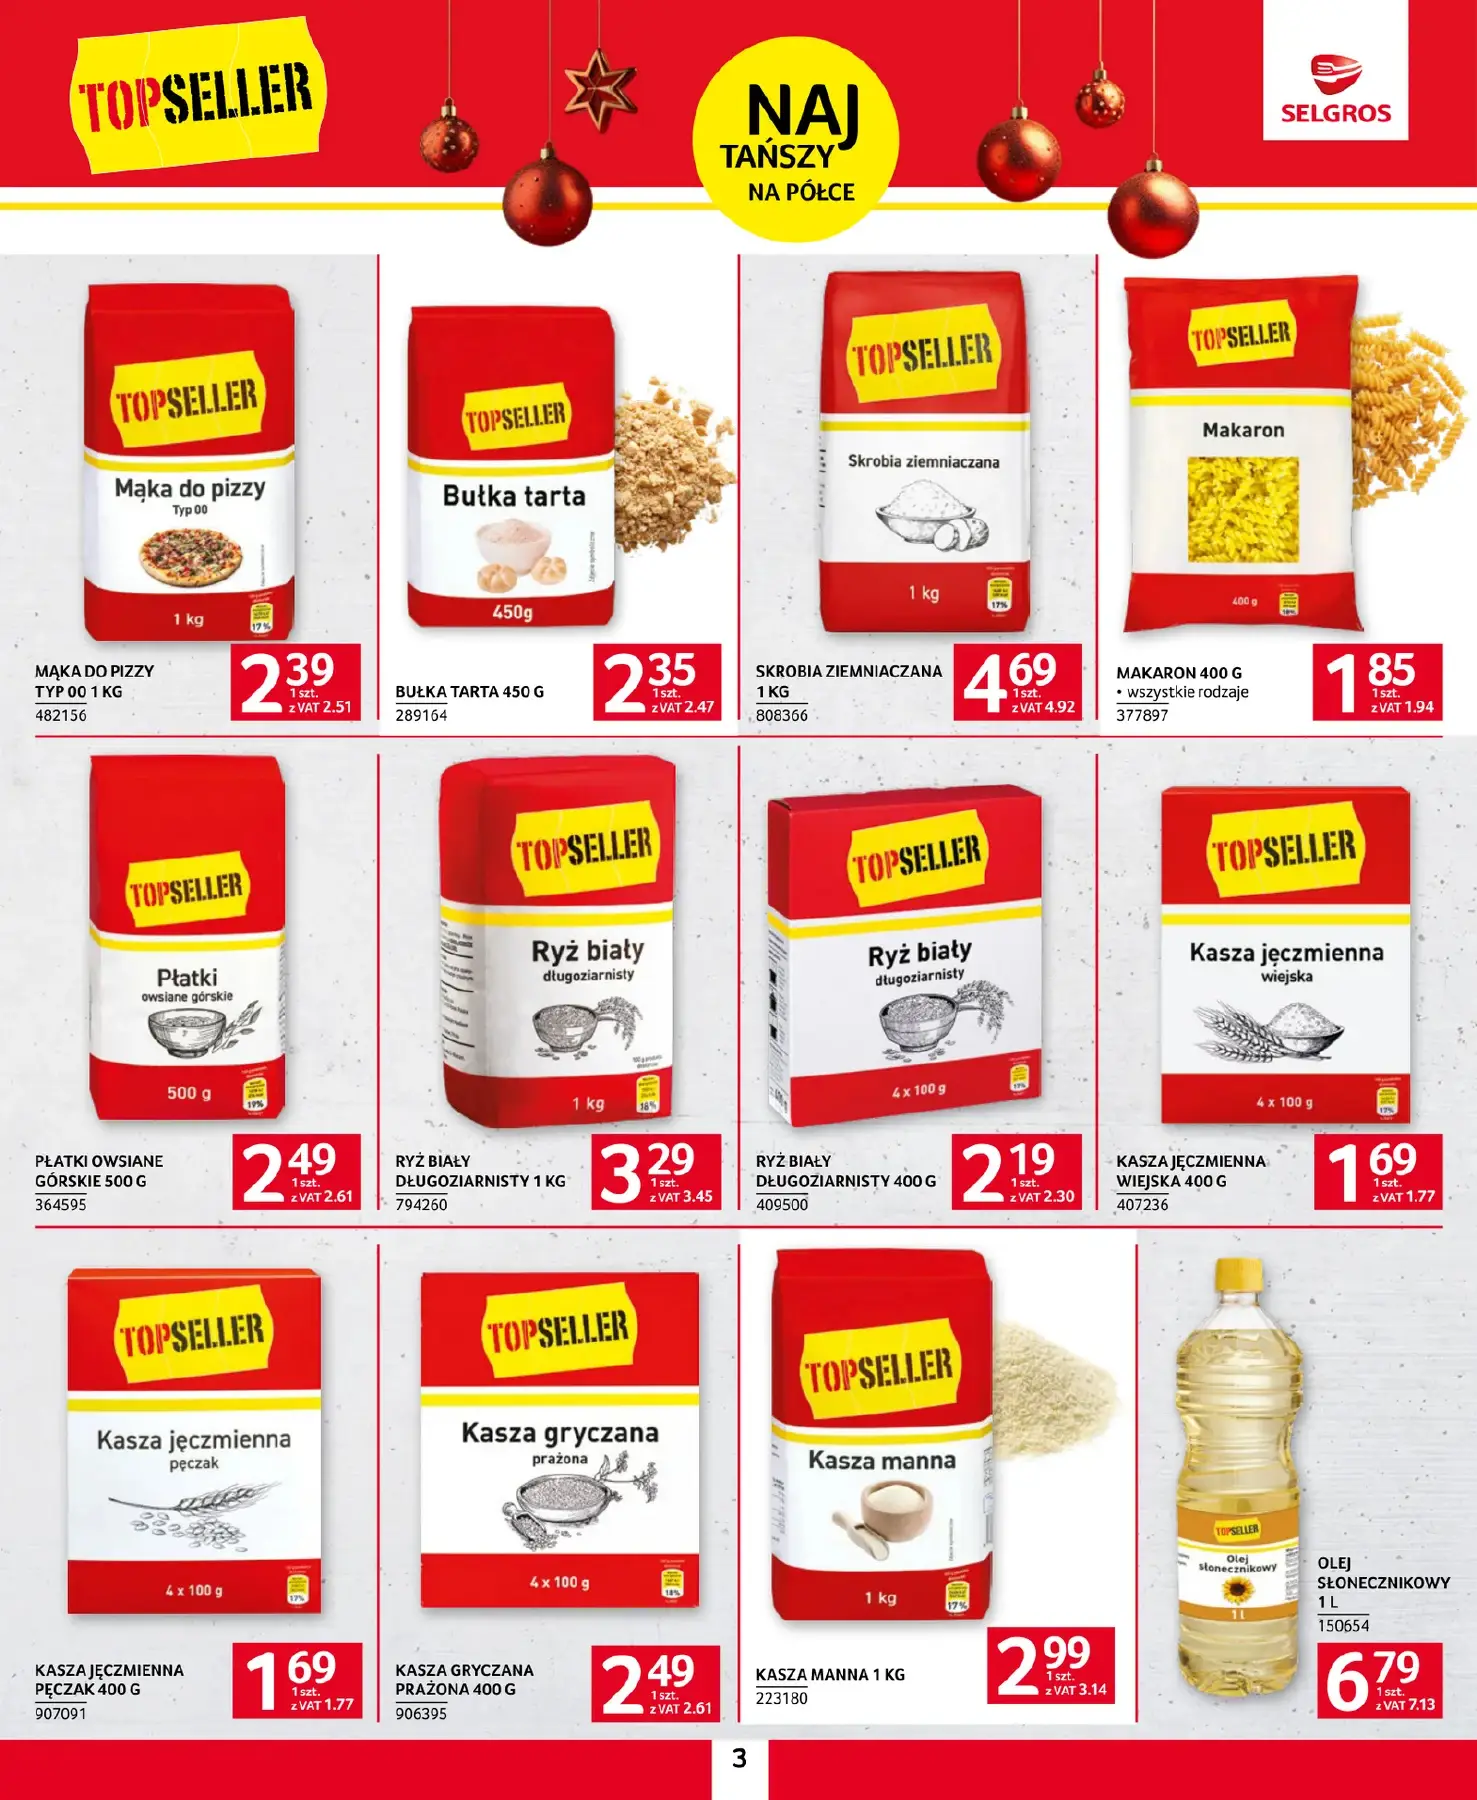 TOPSELLER
NAJ
TAŃSZY
NA PÓŁCE
SELGROS
TOPSELLER
Mąka do pizzy
Typ 00
1 kg
17%
MĄKA DO PIZZY
TYP 00 1 KG
482156
2 39
1 szt.
z VAT 2.51
TOPSELLER
Bułka tarta
450g
BUŁKA TARTA 450 G
289164
2 35
1 szt.
z VAT 2.47
TOPSELLER
Skrobia ziemniaczana
1 kg
17%
SKROBIA ZIEMNIACZANA
1 KG
808366
4 69
1 szt.
z VAT 4.92
TOPSELLER
Makaron
400 g
18%
MAKARON 400 G
• wszystkie rodzaje
377897
1 85
1 szt.
z VAT 1.94
TOPSELLER
Płatki
owsiane górskie
500 g
19%
PŁATKI OWSIANE
GÓRSKIE 500 G
364595
2 49
1 szt.
z VAT 2.61
TOPSELLER
Ryż biały
długoziarnisty
1 kg
18%
RYŻ BIAŁY
DŁUGOZIARNISTY 1 KG
794260
3 29
1 szt.
z VAT 3.45
TOPSELLER
Ryż biały
długoziarnisty
4 x 100 g
17%
RYŻ BIAŁY
DŁUGOZIARNISTY 400 G
409500
2 19
1 szt.
z VAT 2.30
TOPSELLER
Kasza jęczmienna
wiejska
4 x 100 g
17%
KASZA JĘCZMIENNA
WIEJSKA 400 G
407236
1 69
1 szt.
z VAT 1.77
TOPSELLER
Kasza jęczmienna
pęczak
4 x 100 g
17%
KASZA JĘCZMIENNA
PĘCZAK 400 G
907091
1 69
1 szt.
z VAT 1.77
TOPSELLER
Kasza gryczana
prażona
4 x 100 g
18%
KASZA GRYCZANA
PRAŻONA 400 G
906395
2 49
1 szt.
z VAT 2.61
TOPSELLER
Kasza manna
1 kg
17%
KASZA MANNA 1 KG
223180
2 99
1 szt.
z VAT 3.14
TOPSELLER
Olej
słonecznikowy
1 L
OLEJ
SŁONECZNIKOWY
1 L
150654
6 79
1 szt.
z VAT 7.13
3